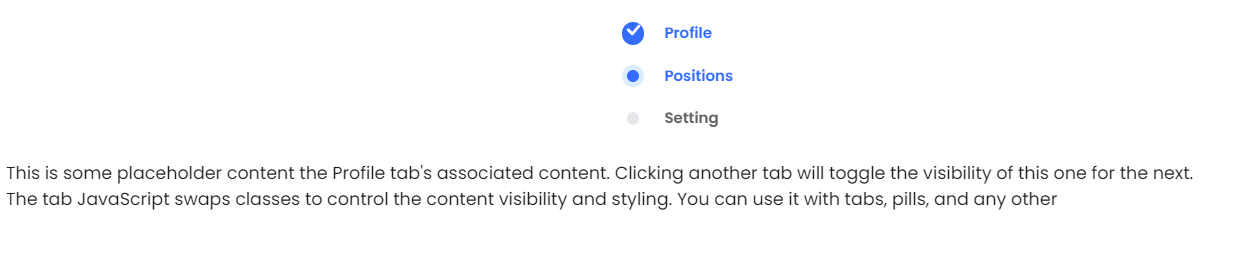 Profile
Positions
Setting
This is some placeholder content the Profile tab's associated content. Clicking another tab will toggle the visibility of this one for the next.
The tab JavaScript swaps classes to control the content visibility and styling. You can use it with tabs, pills, and any other